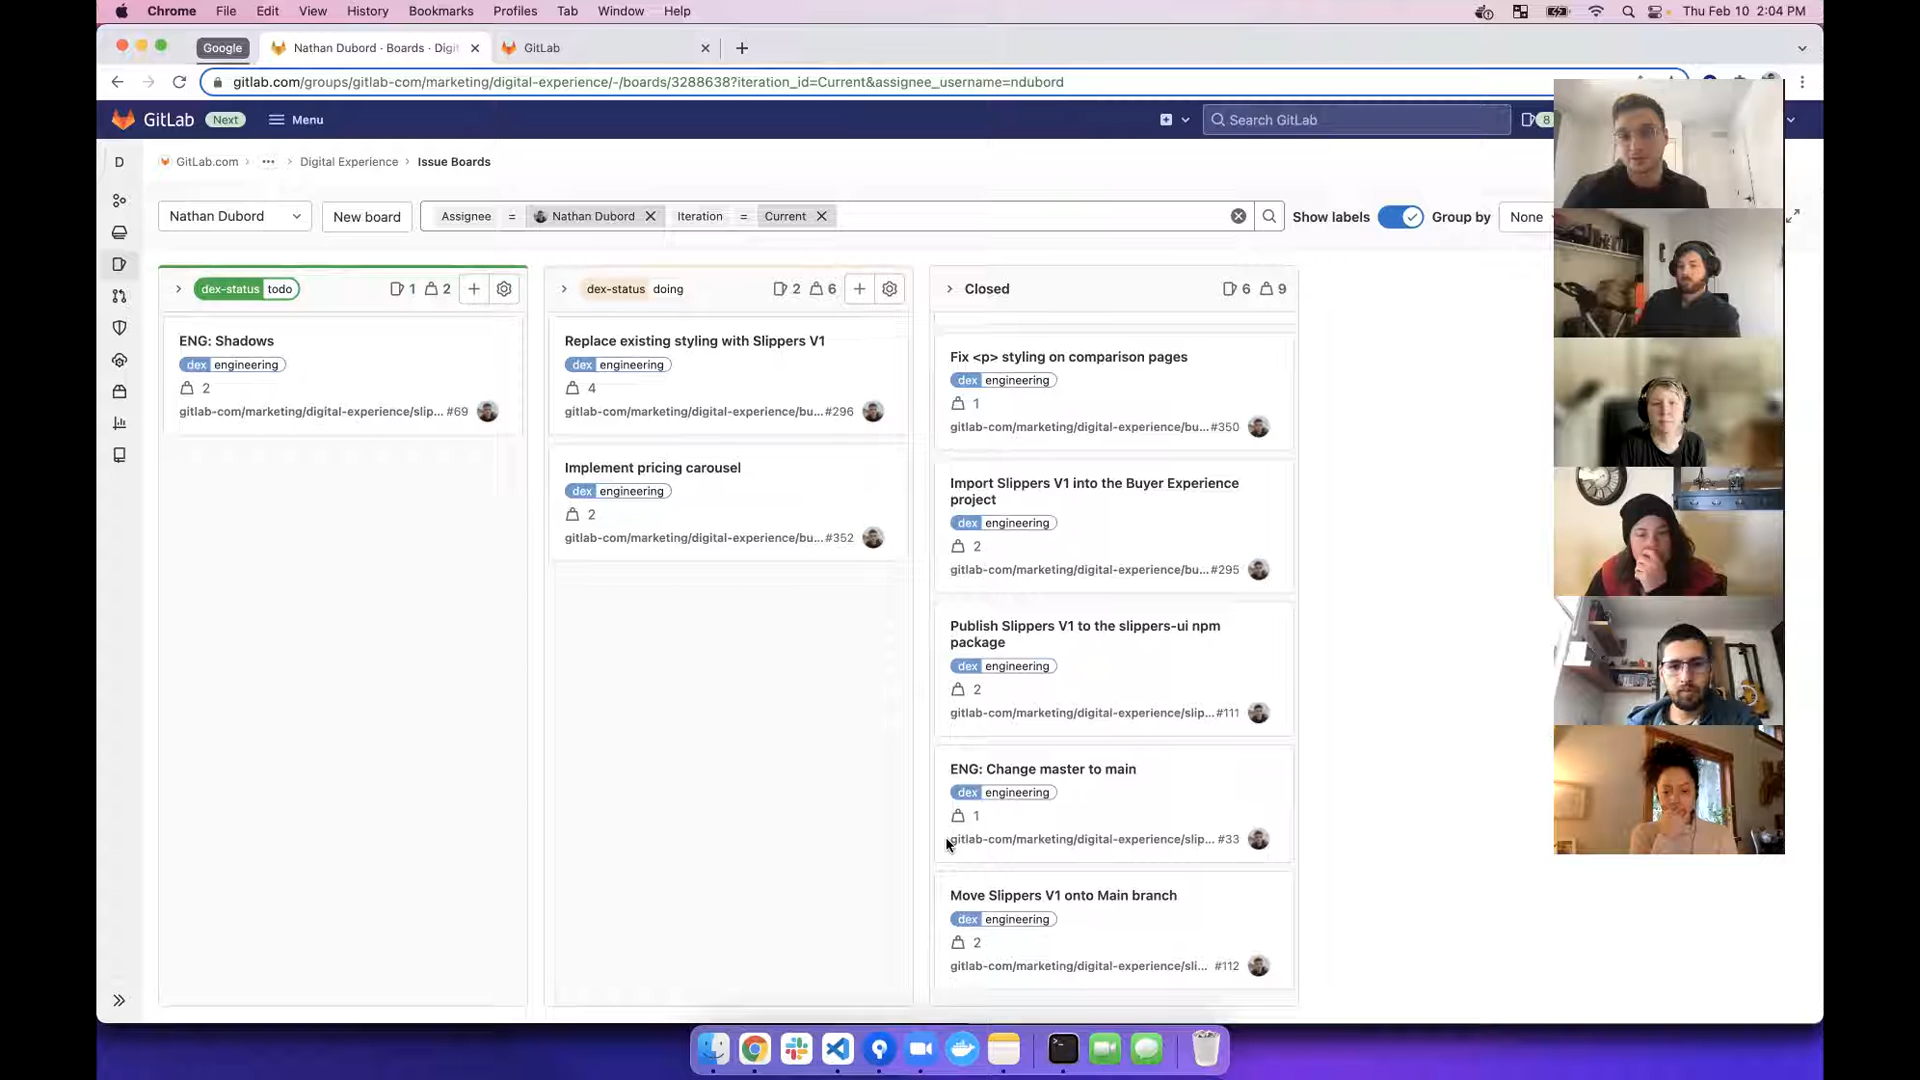 Chrome File Edit View History Bookmarks Profiles Tab Window Help
Thu Feb 10 2:04 PM
Google
Nathan Dubord · Boards · Digit
GitLab
gitlab.com/groups/gitlab-com/marketing/digital-experience/-/boards/3288638?iteration_id=Current&assignee_username=ndubord
GitLab Next Menu
Search GitLab
8
D
GitLab.com › ... › Digital Experience › Issue Boards
Nathan Dubord
New board
Assignee = Nathan Dubord Iteration = Current
Show labels
Group by None
dex-status todo 1 2
ENG: Shadows
dex engineering
2
gitlab-com/marketing/digital-experience/slip... #69
dex-status doing 2 6
Replace existing styling with Slippers V1
dex engineering
4
gitlab-com/marketing/digital-experience/bu... #296
Implement pricing carousel
dex engineering
2
gitlab-com/marketing/digital-experience/bu... #352
Closed 6 9
Fix <p> styling on comparison pages
dex engineering
1
gitlab-com/marketing/digital-experience/bu... #350
Import Slippers V1 into the Buyer Experience
project
dex engineering
2
gitlab-com/marketing/digital-experience/bu... #295
Publish Slippers V1 to the slippers-ui npm
package
dex engineering
2
gitlab-com/marketing/digital-experience/slip... #111
ENG: Change master to main
dex engineering
1
gitlab-com/marketing/digital-experience/slip... #33
Move Slippers V1 onto Main branch
dex engineering
2
gitlab-com/marketing/digital-experience/sli... #112